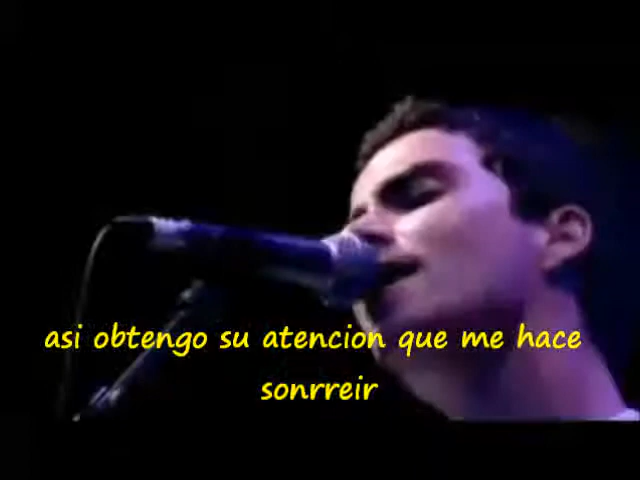 asi obtengo su atencion que me hace
sonrreir